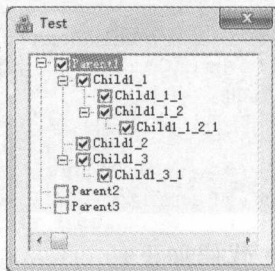 Test
Parent1
Child1_1
Child1_1_1
Child1_1_2
Child1_1_2_1
Child1_2
Child1_3
Child1_3_1
Parent2
Parent3